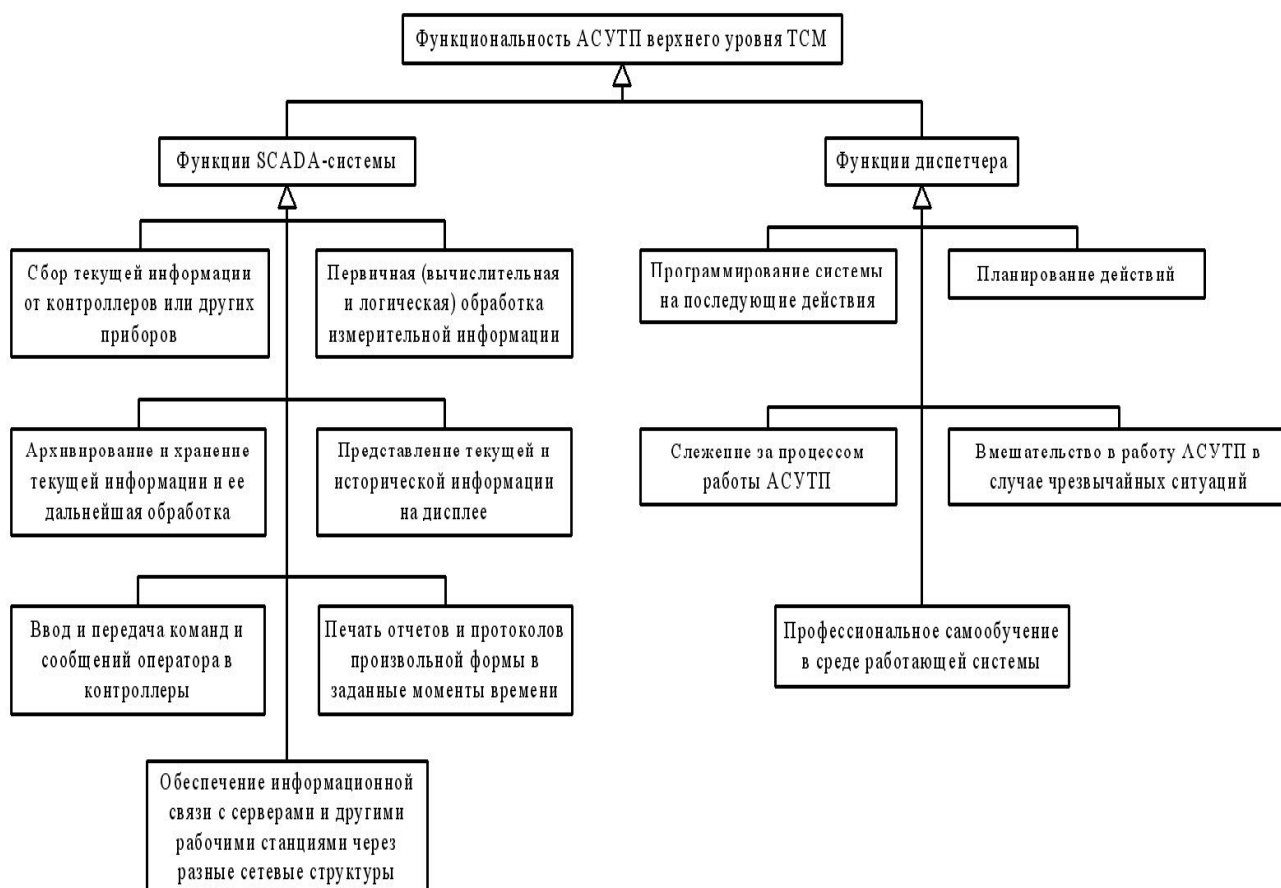 Функциональность АСУТП верхнего уровня ТСМ
Функции SCADA-системы
Функции диспетчера
Сбор текущей информации
от контроллеров или других
приборов
Первичная (вычислительная
и логическая) обработка
измерительной информации
Программирование системы
на последующие действия
Планирование действий
Архивирование и хранение
текущей информации и ее
дальнейшая обработка
Представление текущей и
исторической информации
на дисплее
Слежение за процессом
работы АСУТП
Вмешательство в работу АСУТП в
случае чрезвычайных ситуаций
Ввод и передача команд и
сообщений оператора в
контроллеры
Печать отчетов и протоколов
произвольной формы в
заданные моменты времени
Профессиональное самообучение
в среде работающей системы
Обеспечение информационной
связи с серверами и другими
рабочими станциями через
разные сетевые структуры